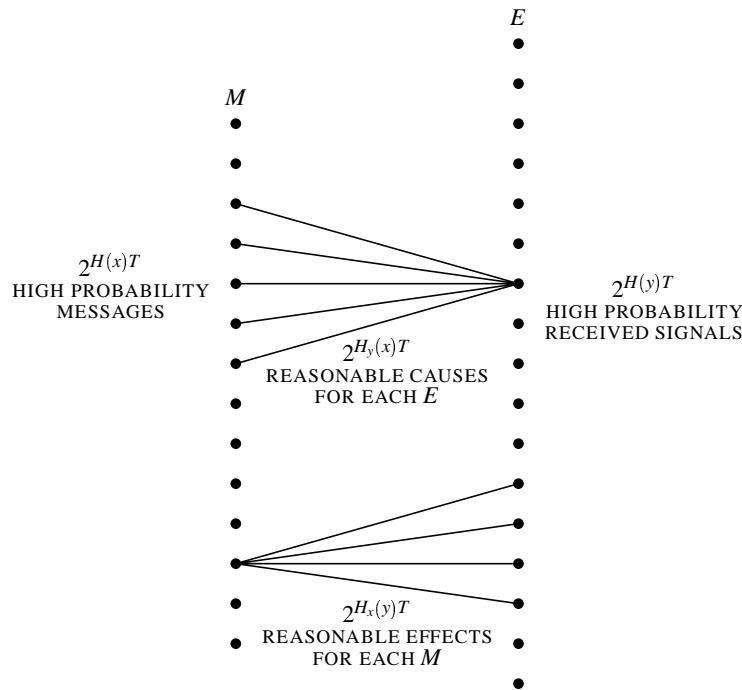 E
M
2^{H(x)T}
HIGH PROBABILITY
MESSAGES
2^{H(y)T}
HIGH PROBABILITY
RECEIVED SIGNALS
2^{H_y(x)T}
REASONABLE CAUSES
FOR EACH E
2^{H_x(y)T}
REASONABLE EFFECTS
FOR EACH M